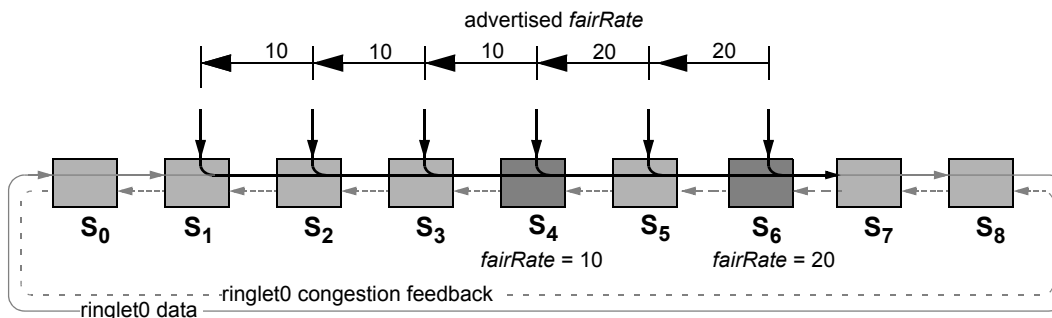 advertised fairRate
10 10 10 20 20
S0 S1 S2 S3 S4 S5 S6 S7 S8
fairRate = 10 fairRate = 20
ringlet0 congestion feedback
ringlet0 data